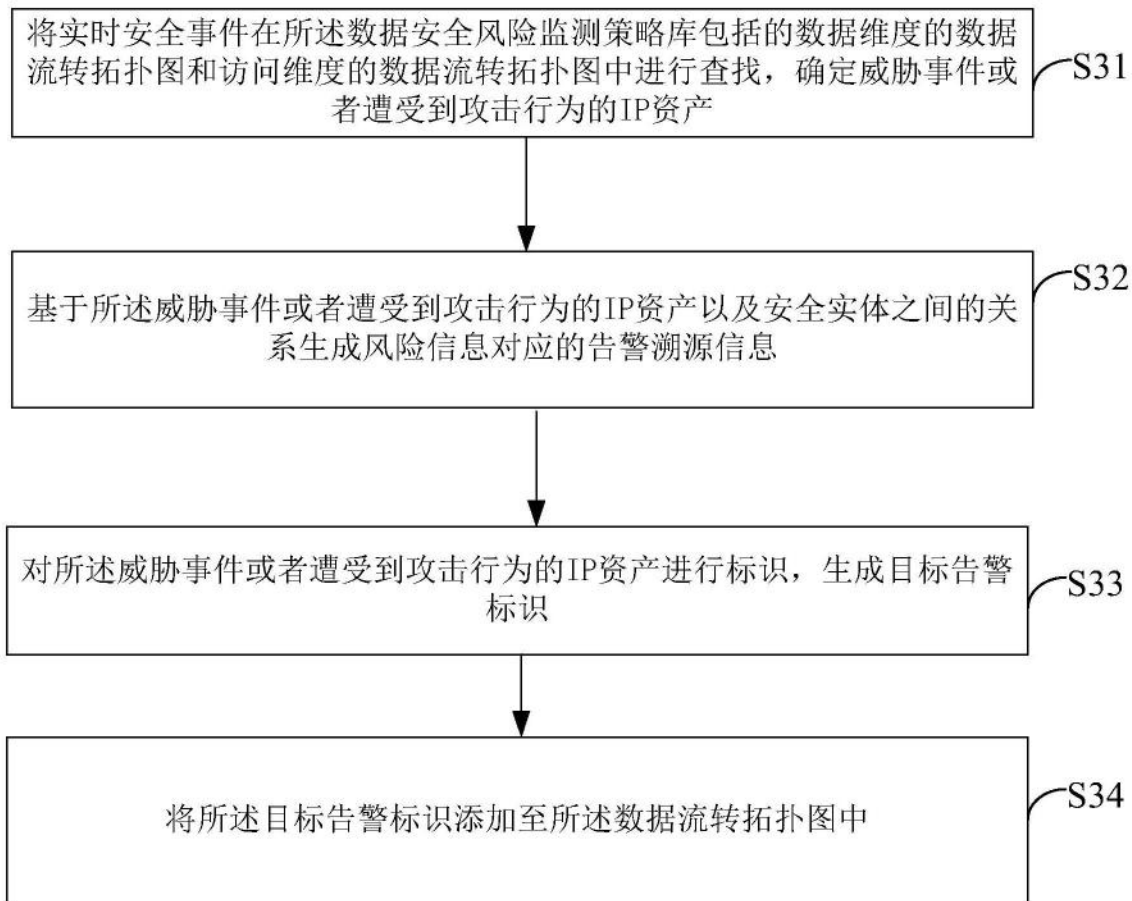 将实时安全事件在所述数据安全风险监测策略库包括的数据维度的数据
流转拓扑图和访问维度的数据流转拓扑图中进行查找，确定威胁事件或
者遭受到攻击行为的IP资产
S31
基于所述威胁事件或者遭受到攻击行为的IP资产以及安全实体之间的关
系生成风险信息对应的告警溯源信息
S32
对所述威胁事件或者遭受到攻击行为的IP资产进行标识，生成目标告警
标识
S33
将所述目标告警标识添加至所述数据流转拓扑图中
S34